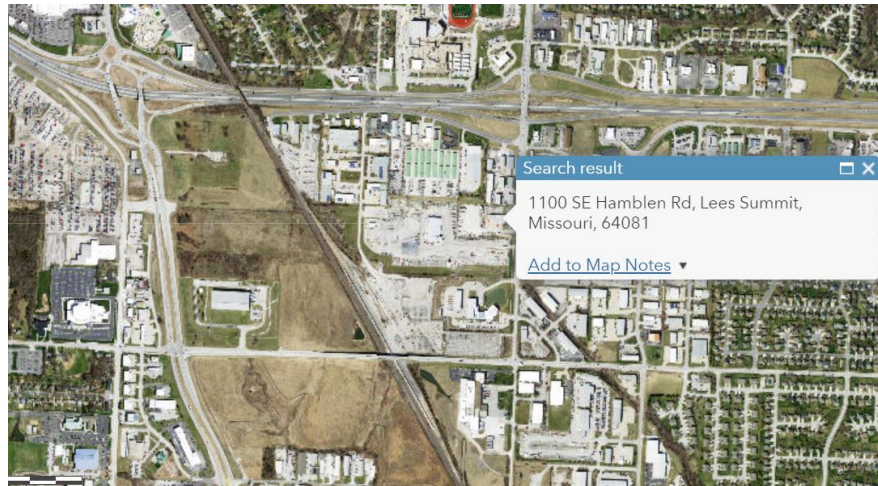 Search result
1100 SE Hamblen Rd, Lees Summit,
Missouri, 64081
Add to Map Notes